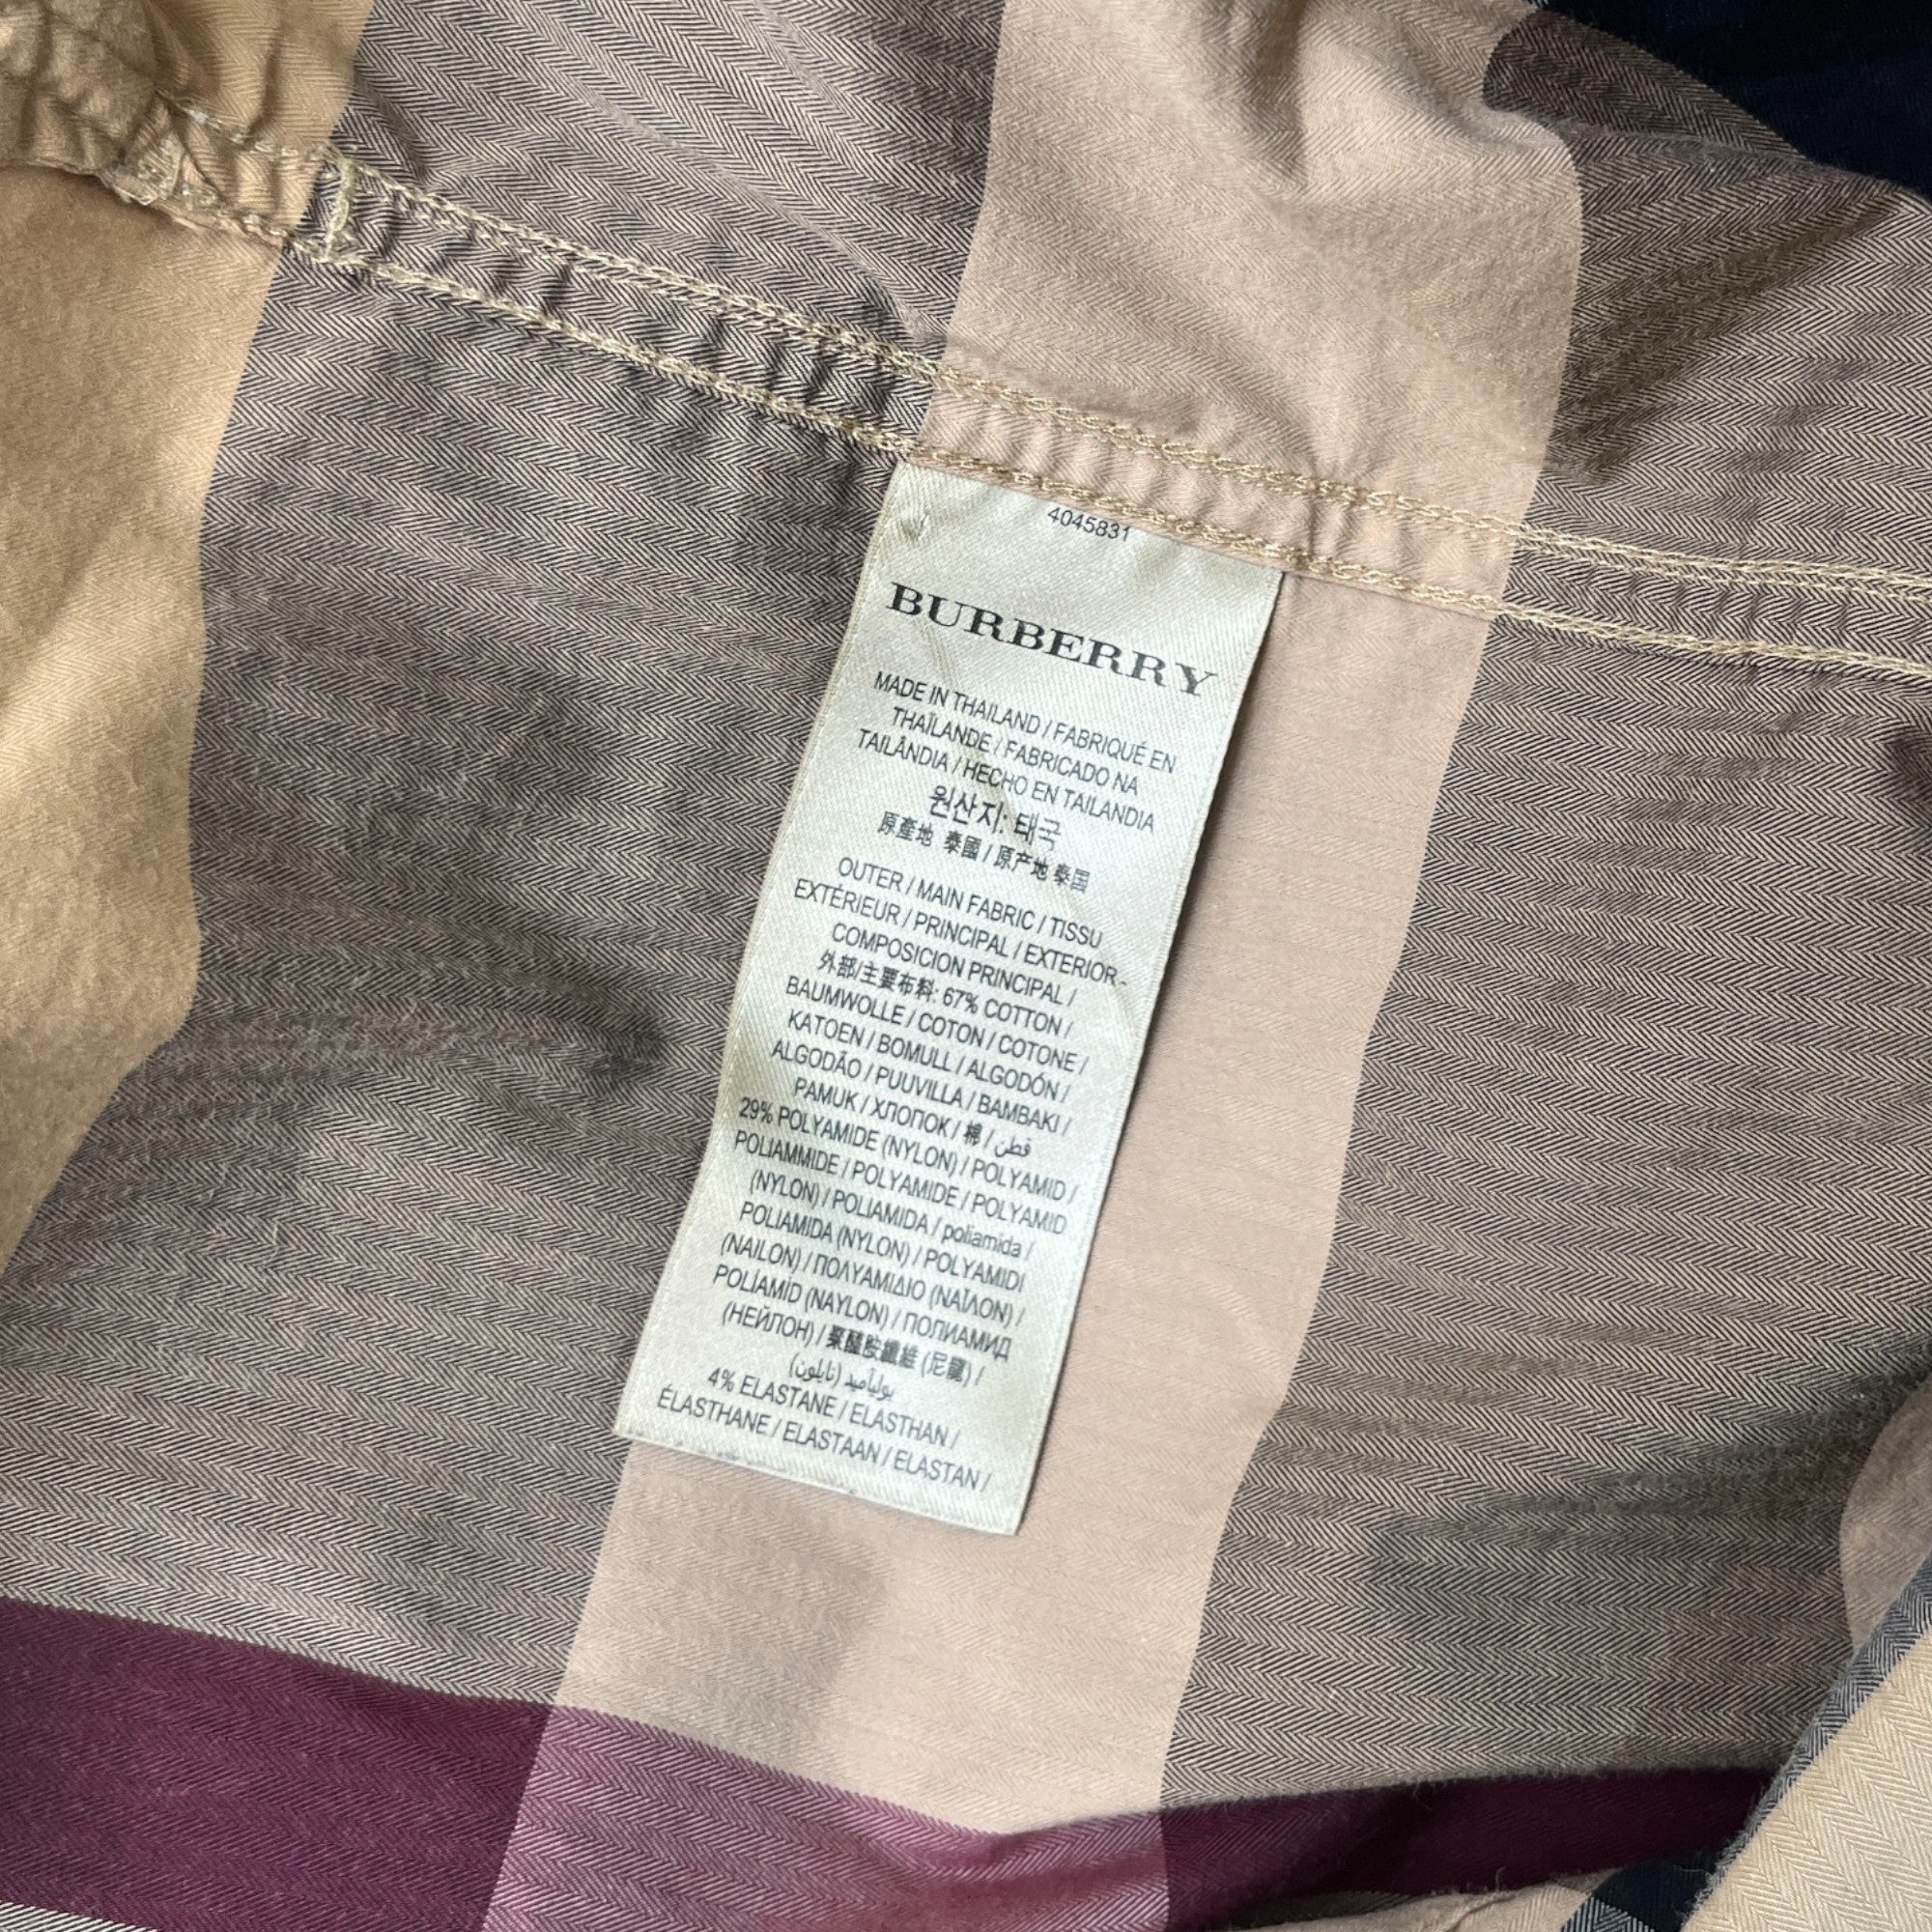 4045831
BURBERRY
MADE IN THAILAND / FABRIQUÉ EN
THAÏLANDE / FABRICADO NA
TAILÂNDIA / HECHO EN TAILANDIA
원산지: 태국
原產地 泰國 / 原产地 泰国
OUTER / MAIN FABRIC / TISSU
EXTÉRIEUR / PRINCIPAL / EXTERIOR -
COMPOSICION PRINCIPAL /
外部/主要布料: 67% COTTON /
BAUMWOLLE / COTON / COTONE /
KATOEN / BOMULL / ALGODÓN /
ALGODÃO / PUUVILLA / BAMBAKI /
PAMUK / ХЛОПОК / 棉 / قطن /
29% POLYAMIDE (NYLON) / POLYAMID /
POLIAMMIDE / POLYAMIDE / POLYAMID
(NYLON) / POLIAMIDA / poliamida /
POLIAMIDA (NYLON) / POLYAMIDI
(NAILON) / ΠΟΛΥΑΜΙΔΙΟ (ΝΑΪΛΟΝ) /
POLİAMİD (NAYLON) / ПОЛИАМИД
(НЕЙЛОН) / 聚醯胺纖維 (尼龍) /
بولياميد (نايلون)
4% ELASTANE / ELASTHAN /
ÉLASTHANE / ELASTAAN / ELASTAN /